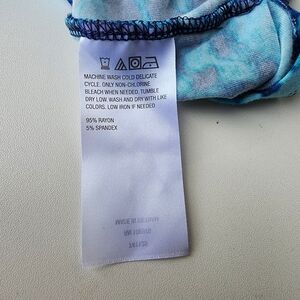 MACHINE WASH COLD DELICATE
CYCLE. ONLY NON-CHLORINE
BLEACH WHEN NEEDED, TUMBLE
DRY LOW. WASH AND DRY WITH LIKE
COLORS. LOW IRON IF NEEDED
95% RAYON
5% SPANDEX